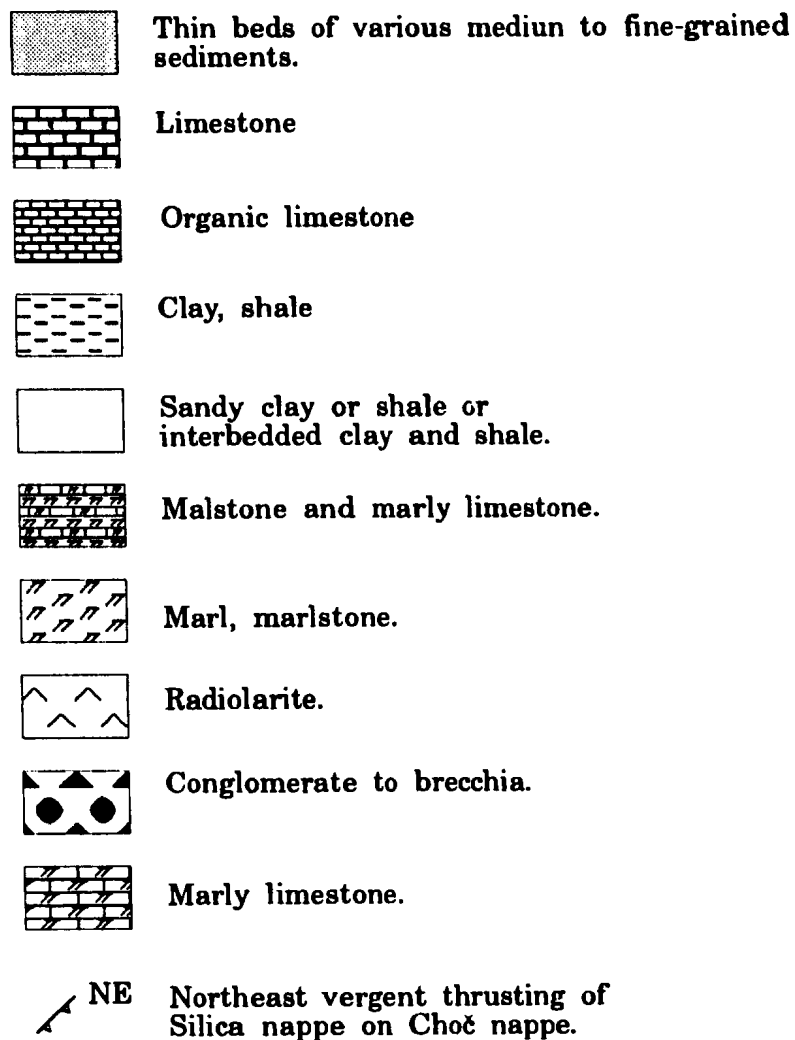 Thin beds of various mediun to fine-grained
sediments.
Limestone
Organic limestone
Clay, shale
Sandy clay or shale or
interbedded clay and shale.
Malstone and marly limestone.
Marl, marlstone.
Radiolarite.
Conglomerate to brecchia.
Marly limestone.
NE Northeast vergent thrusting of
Silica nappe on Choč nappe.